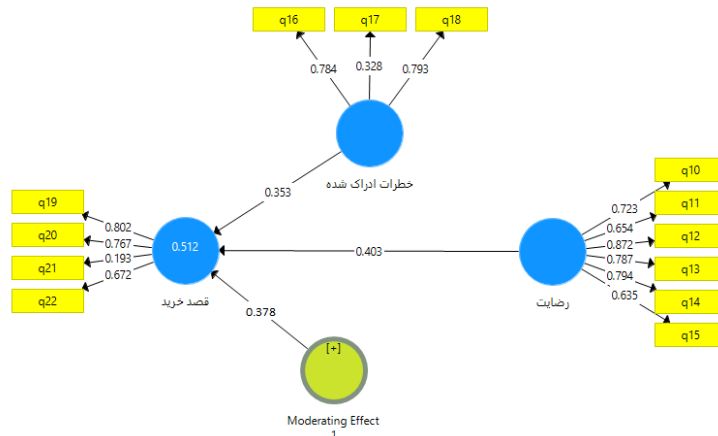 q16
q17
q18
0.784
0.328
0.793
خطرات ادراک شده
0.353
q19
q20
q21
q22
0.802
0.767
0.193
0.672
0.512
قصد خرید
0.403
q10
q11
q12
q13
q14
q15
0.723
0.654
0.872
0.787
0.794
0.635
رضایت
0.378
[+]
Moderating Effect
1